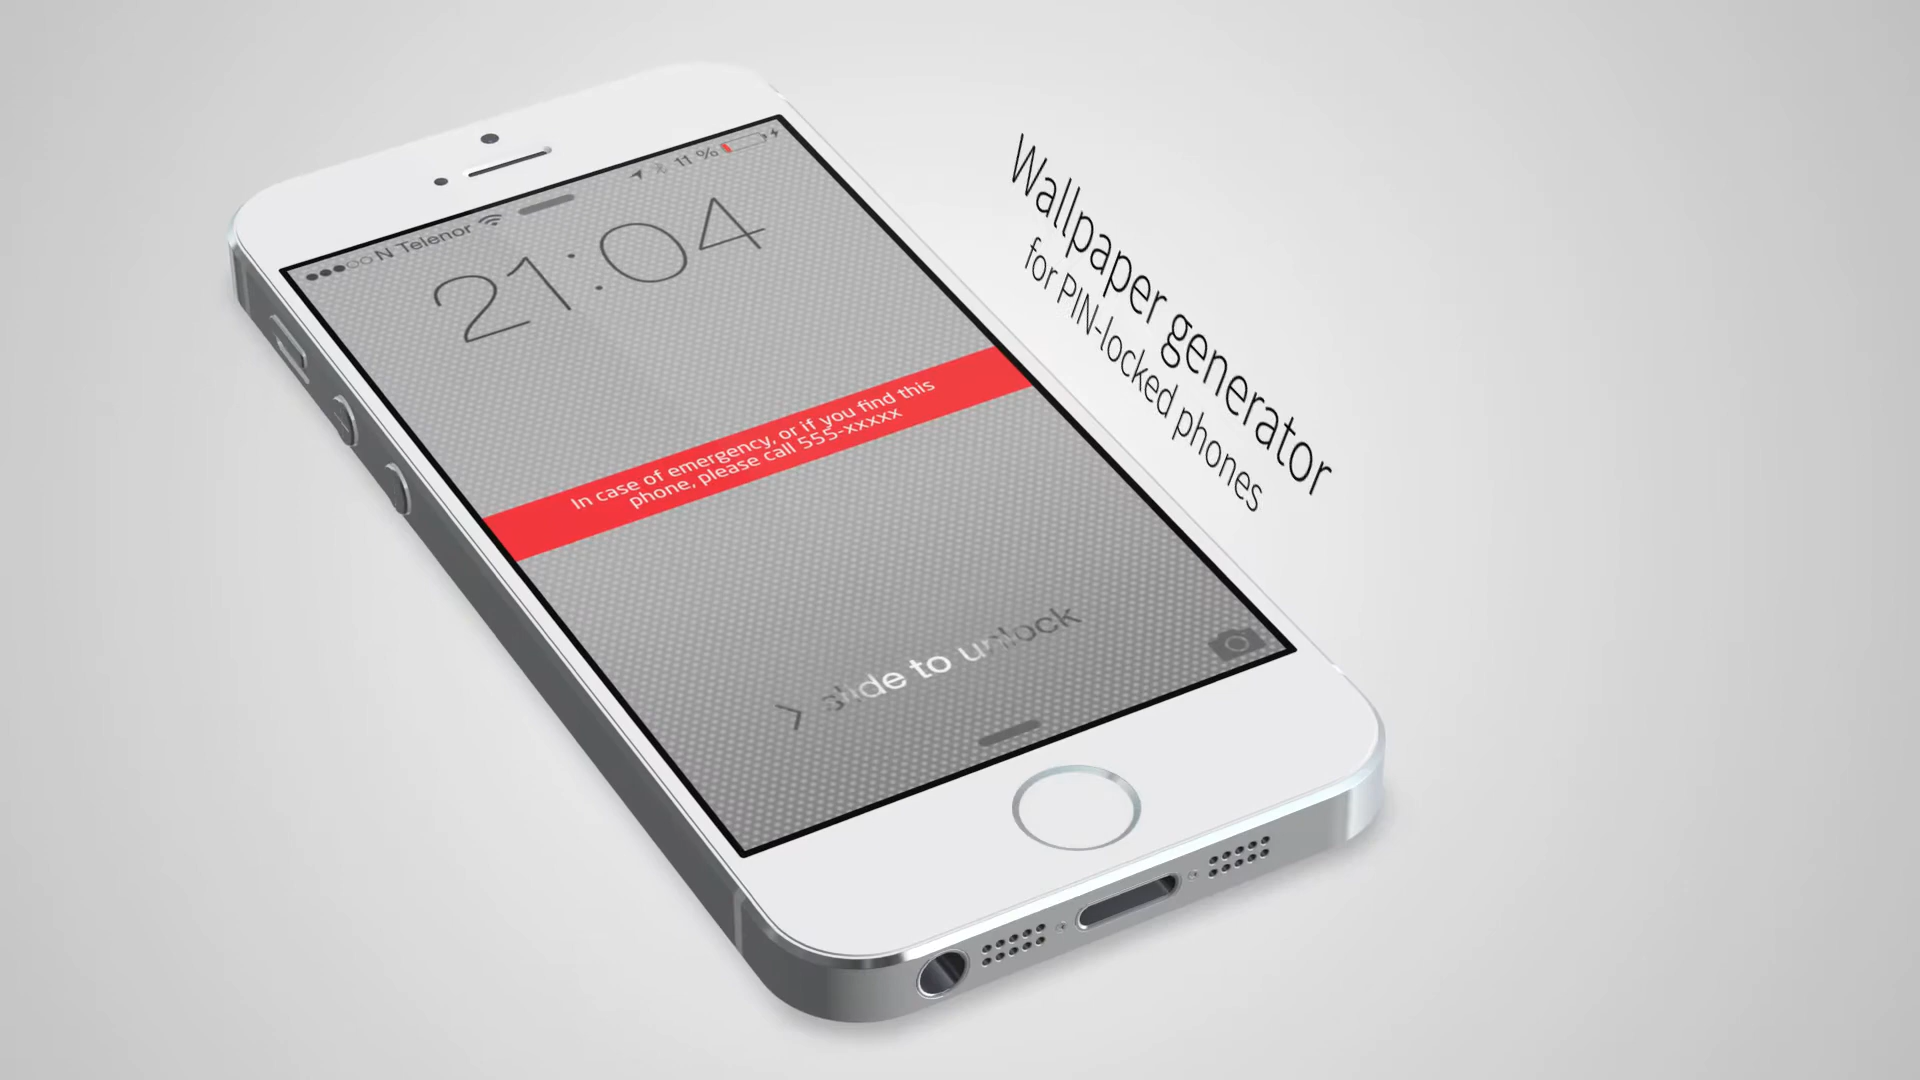 N Telenor 11 %
21:04
In case of emergency, or if you find this
phone, please call 555-xxxxx
slide to unlock
Wallpaper generator
for PIN-locked phones